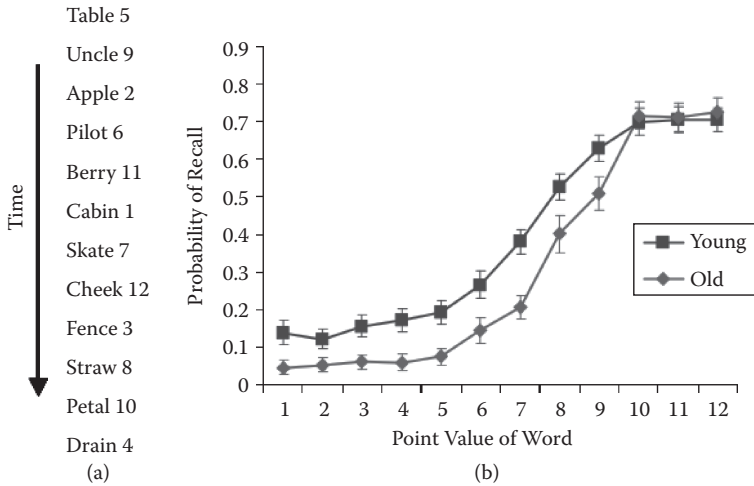 Table 5
Uncle 9
Apple 2
Pilot 6
Berry 11
Cabin 1
Skate 7
Cheek 12
Fence 3
Straw 8
Petal 10
Drain 4
Time
(a)
0.9
0.8
0.7
0.6
0.5
0.4
0.3
0.2
0.1
0
Probability of Recall
1 2 3 4 5 6 7 8 9 10 11 12
Point Value of Word
Young
Old
(b)